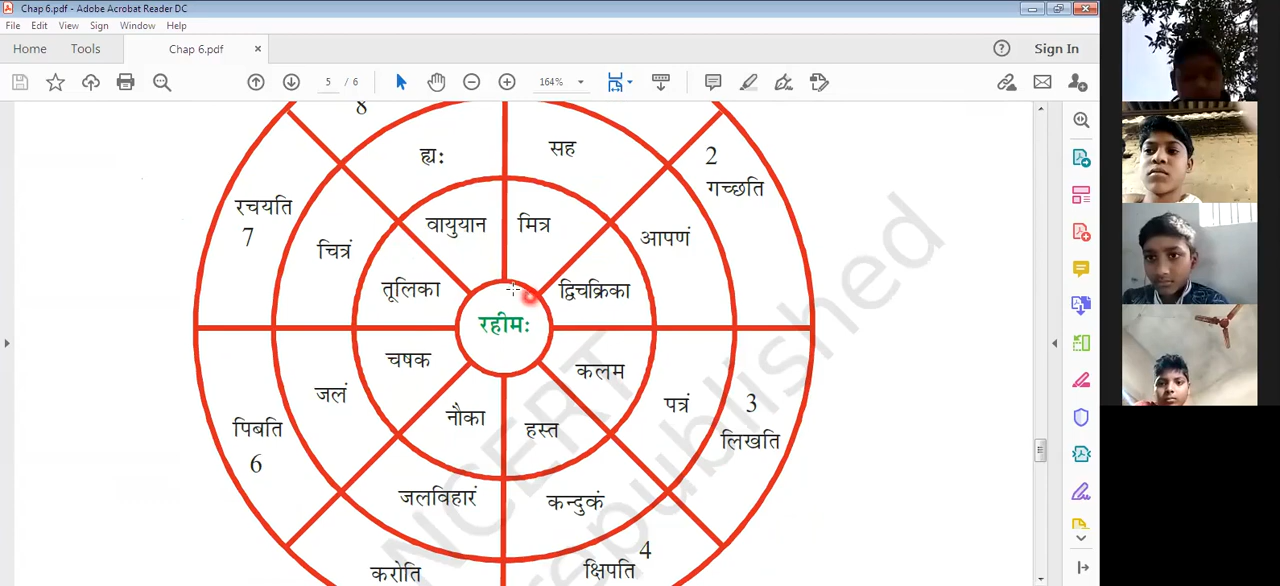 Chap 6.pdf - Adobe Acrobat Reader DC
File Edit View Sign Window Help
Home Tools Chap 6.pdf × Sign In
5 / 6 164%
8
ह्यः सह
2
गच्छति
रचयति
7
चित्रं
वायुयान मित्र
आपणं
तूलिका द्विचक्रिका
रहीमः
चषक कलम
जलं पत्रं
3
लिखति
नौका हस्त
पिबति
6
जलविहारं कन्दुकं
4
करोति क्षिपति
NCERT
republished